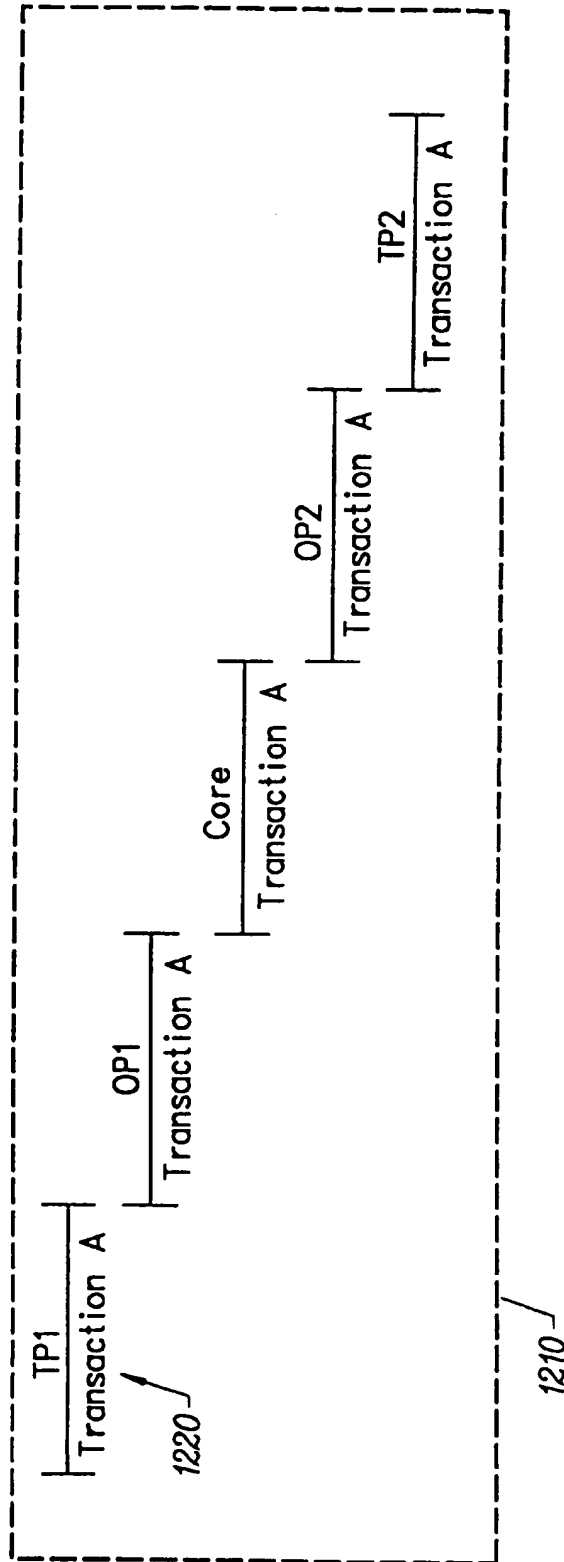 TP1
Transaction A
1220
OP1
Transaction A
Core
Transaction A
OP2
Transaction A
TP2
Transaction A
1210